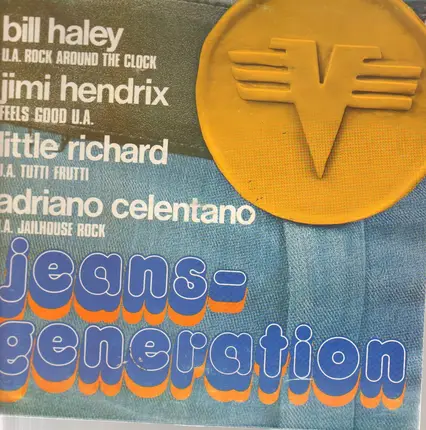 bill haley
U.A. ROCK AROUND THE CLOCK
jimi hendrix
FEELS GOOD U.A.
little richard
U.A. TUTTI FRUTTI
adriano celentano
U.A. JAILHOUSE ROCK
jeans-
generation